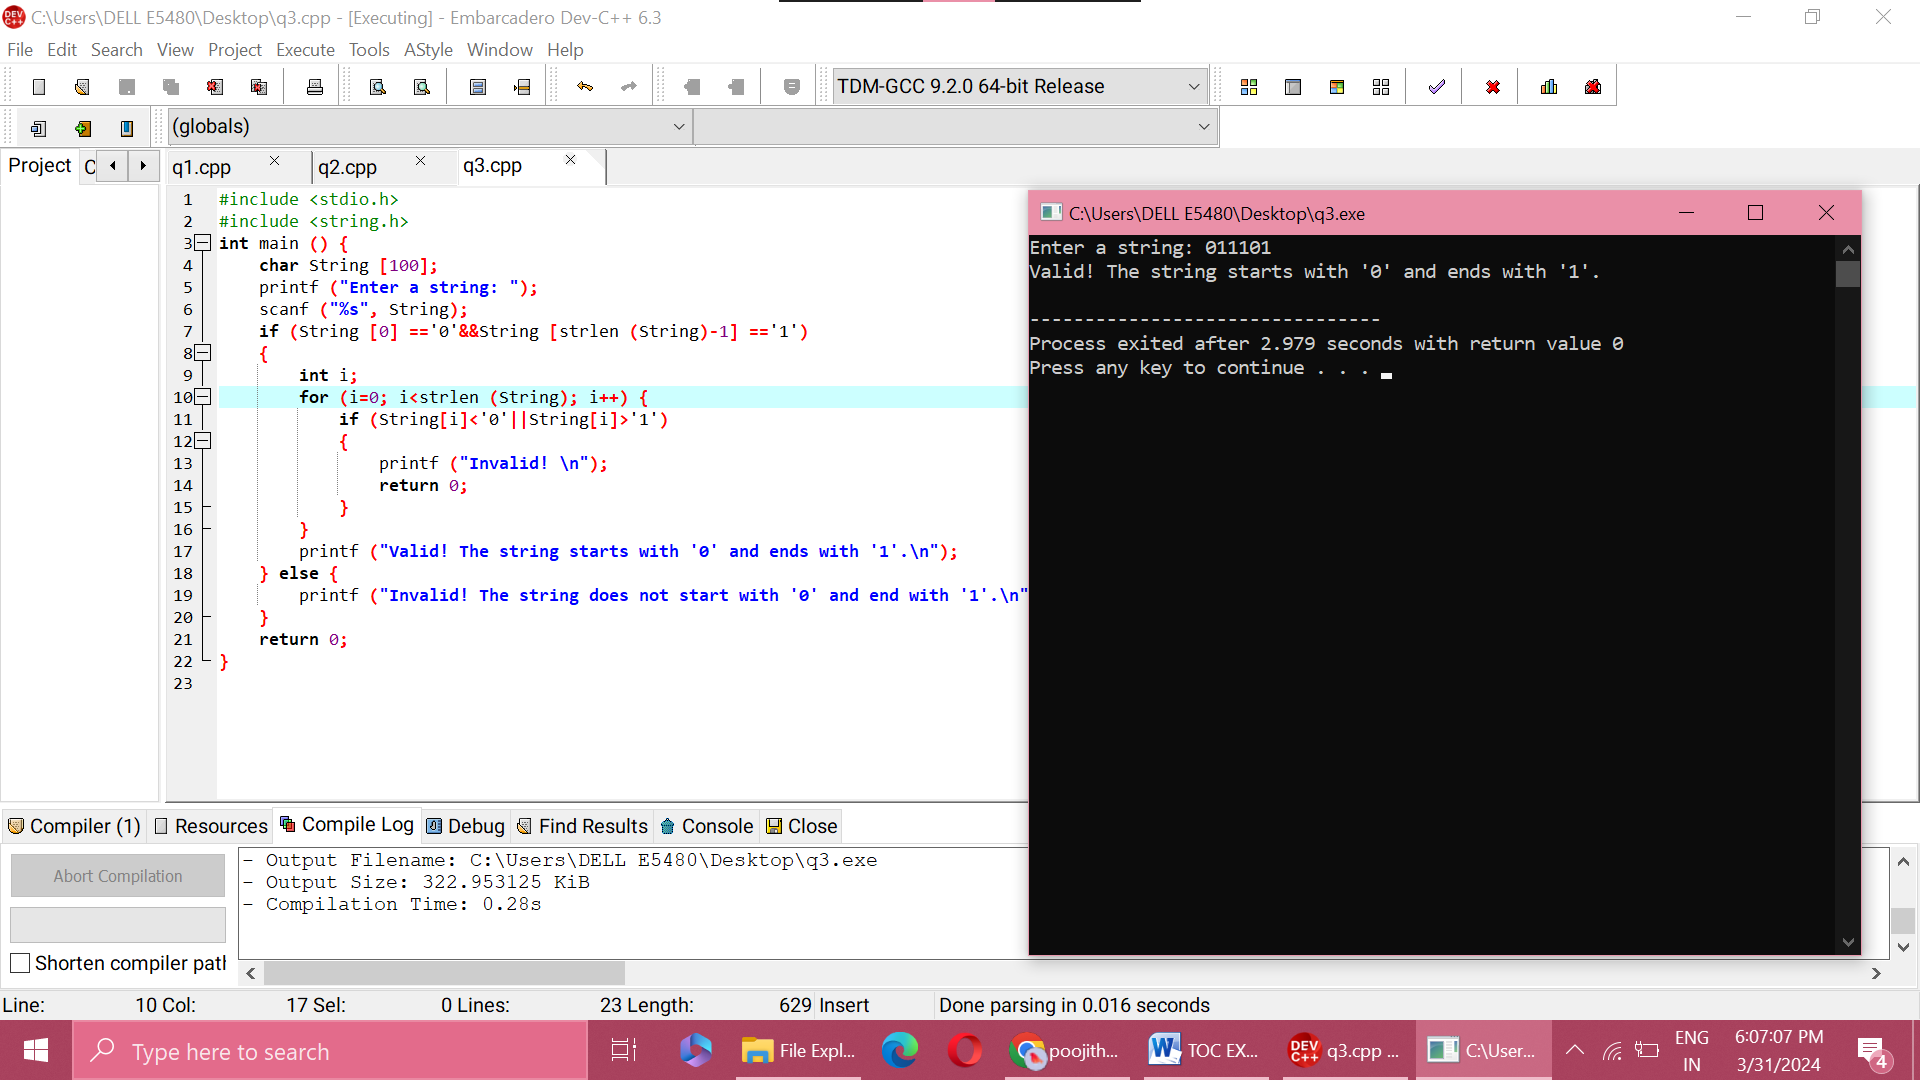 C:\Users\DELL E5480\Desktop\q3.cpp - [Executing] - Embarcadero Dev-C++ 6.3
File Edit Search View Project Execute Tools AStyle Window Help
TDM-GCC 9.2.0 64-bit Release
(globals)
Project C q1.cpp q2.cpp q3.cpp
1 #include <stdio.h>
2 #include <string.h>
3 int main () {
4 char String [100];
5 printf ("Enter a string: ");
6 scanf ("%s", String);
7 if (String [0] =='0'&&String [strlen (String)-1] =='1')
8 {
9 int i;
10 for (i=0; i<strlen (String); i++) {
11 if (String[i]<'0'||String[i]>'1')
12 {
13 printf ("Invalid! \n");
14 return 0;
15 }
16 }
17 printf ("Valid! The string starts with '0' and ends with '1'.\n");
18 } else {
19 printf ("Invalid! The string does not start with '0' and end with '1'.\n"
20 }
21 return 0;
22 }
23
C:\Users\DELL E5480\Desktop\q3.exe
Enter a string: 011101
Valid! The string starts with '0' and ends with '1'.
--------------------------------
Process exited after 2.979 seconds with return value 0
Press any key to continue . . .
Compiler (1) Resources Compile Log Debug Find Results Console Close
Abort Compilation
Shorten compiler path
- Output Filename: C:\Users\DELL E5480\Desktop\q3.exe
- Output Size: 322.953125 KiB
- Compilation Time: 0.28s
Line: 10 Col: 17 Sel: 0 Lines: 23 Length: 629 Insert Done parsing in 0.016 seconds
Type here to search
File Expl...
poojith...
TOC EX...
DEV C++ q3.cpp ...
C:\User...
ENG
IN
6:07:07 PM
3/31/2024
4